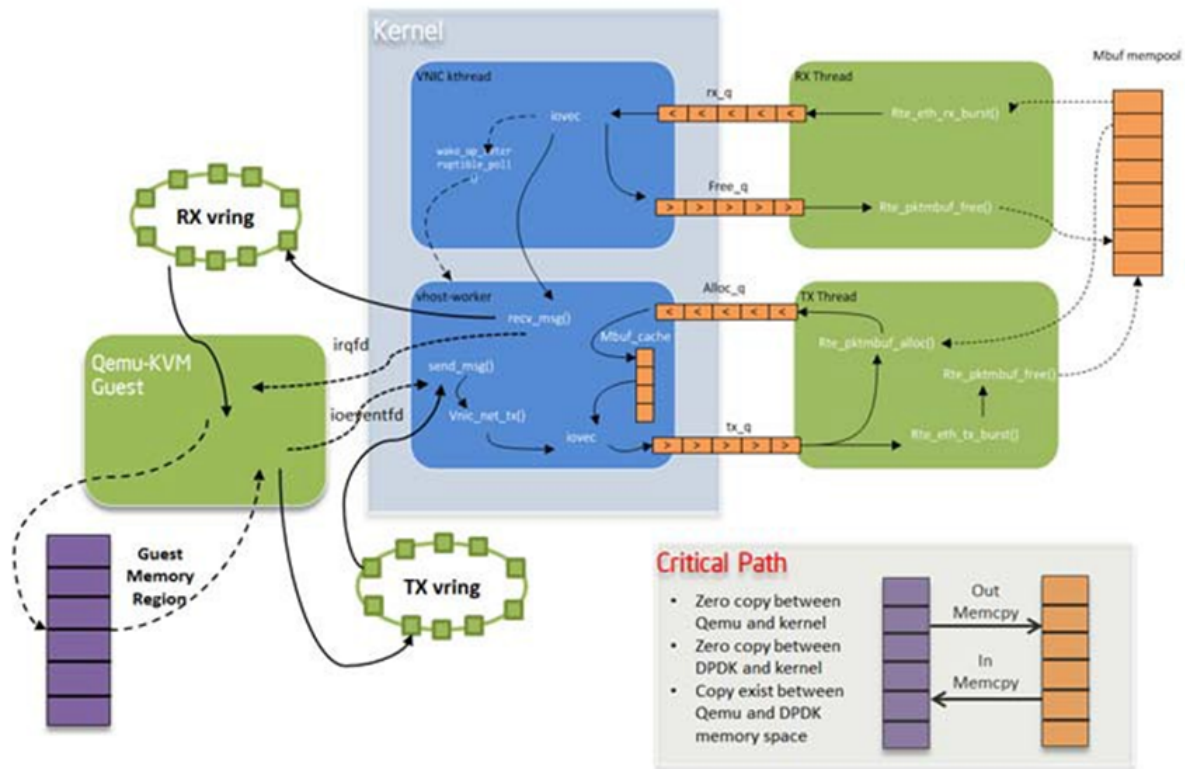 Kernel
VNIC kthread
iovec
wake_up_inter
ruptible_poll
()
rx_q
< < < < <
Free_q
> > > > >
RX Thread
Rte_eth_rx_burst()
Rte_pktmbuf_free()
Mbuf mempool
RX vring
vhost-worker
recv_msg()
send_msg()
Vnic_net_tx()
iovec
Mbuf_cache
Alloc_q
< < < < <
tx_q
> > > > >
TX Thread
Rte_pktmbuf_alloc()
Rte_pktmbuf_free()
Rte_eth_tx_burst()
Qemu-KVM
Guest
irqfd
ioeventfd
Guest
Memory
Region
TX vring
Critical Path
• Zero copy between
Qemu and kernel
• Zero copy between
DPDK and kernel
• Copy exist between
Qemu and DPDK
memory space
Out
Memcpy
In
Memcpy